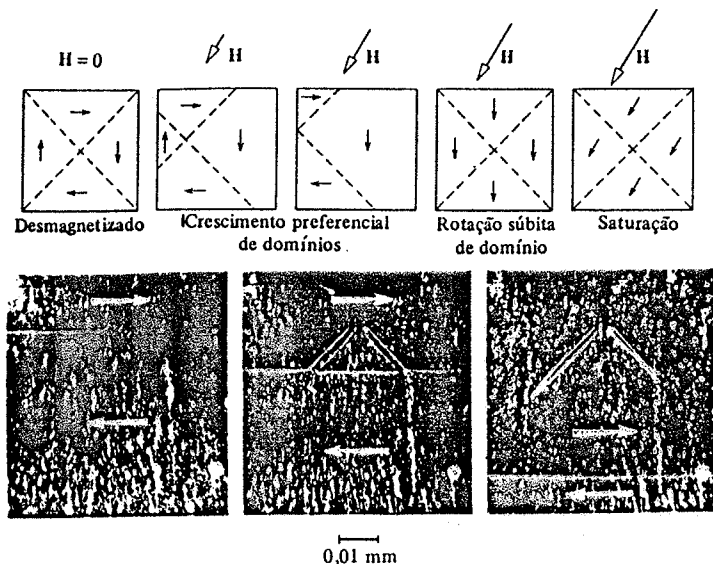 H = 0
H
H
H
H
Desmagnetizado
Crescimento preferencial
de domínios
Rotação súbita
de domínio
Saturação
0,01 mm